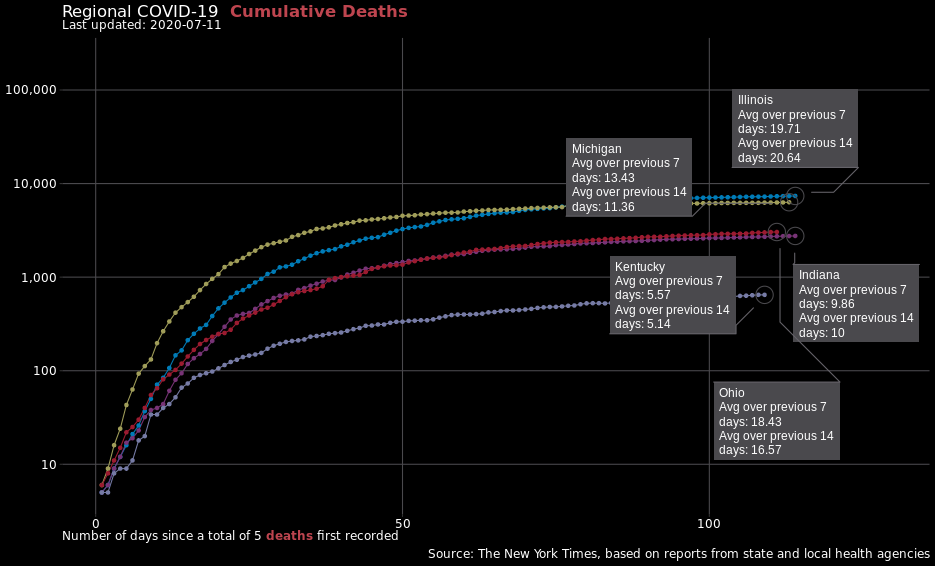 Regional COVID-19 Cumulative Deaths
Last updated: 2020-07-11
100,000
10,000
1,000
100
10
Illinois
Avg over previous 7
days: 19.71
Avg over previous 14
days: 20.64
Michigan
Avg over previous 7
days: 13.43
Avg over previous 14
days: 11.36
Kentucky
Avg over previous 7
days: 5.57
Avg over previous 14
days: 5.14
Indiana
Avg over previous 7
days: 9.86
Avg over previous 14
days: 10
Ohio
Avg over previous 7
days: 18.43
Avg over previous 14
days: 16.57
0
50
100
Number of days since a total of 5 deaths first recorded
Source: The New York Times, based on reports from state and local health agencies